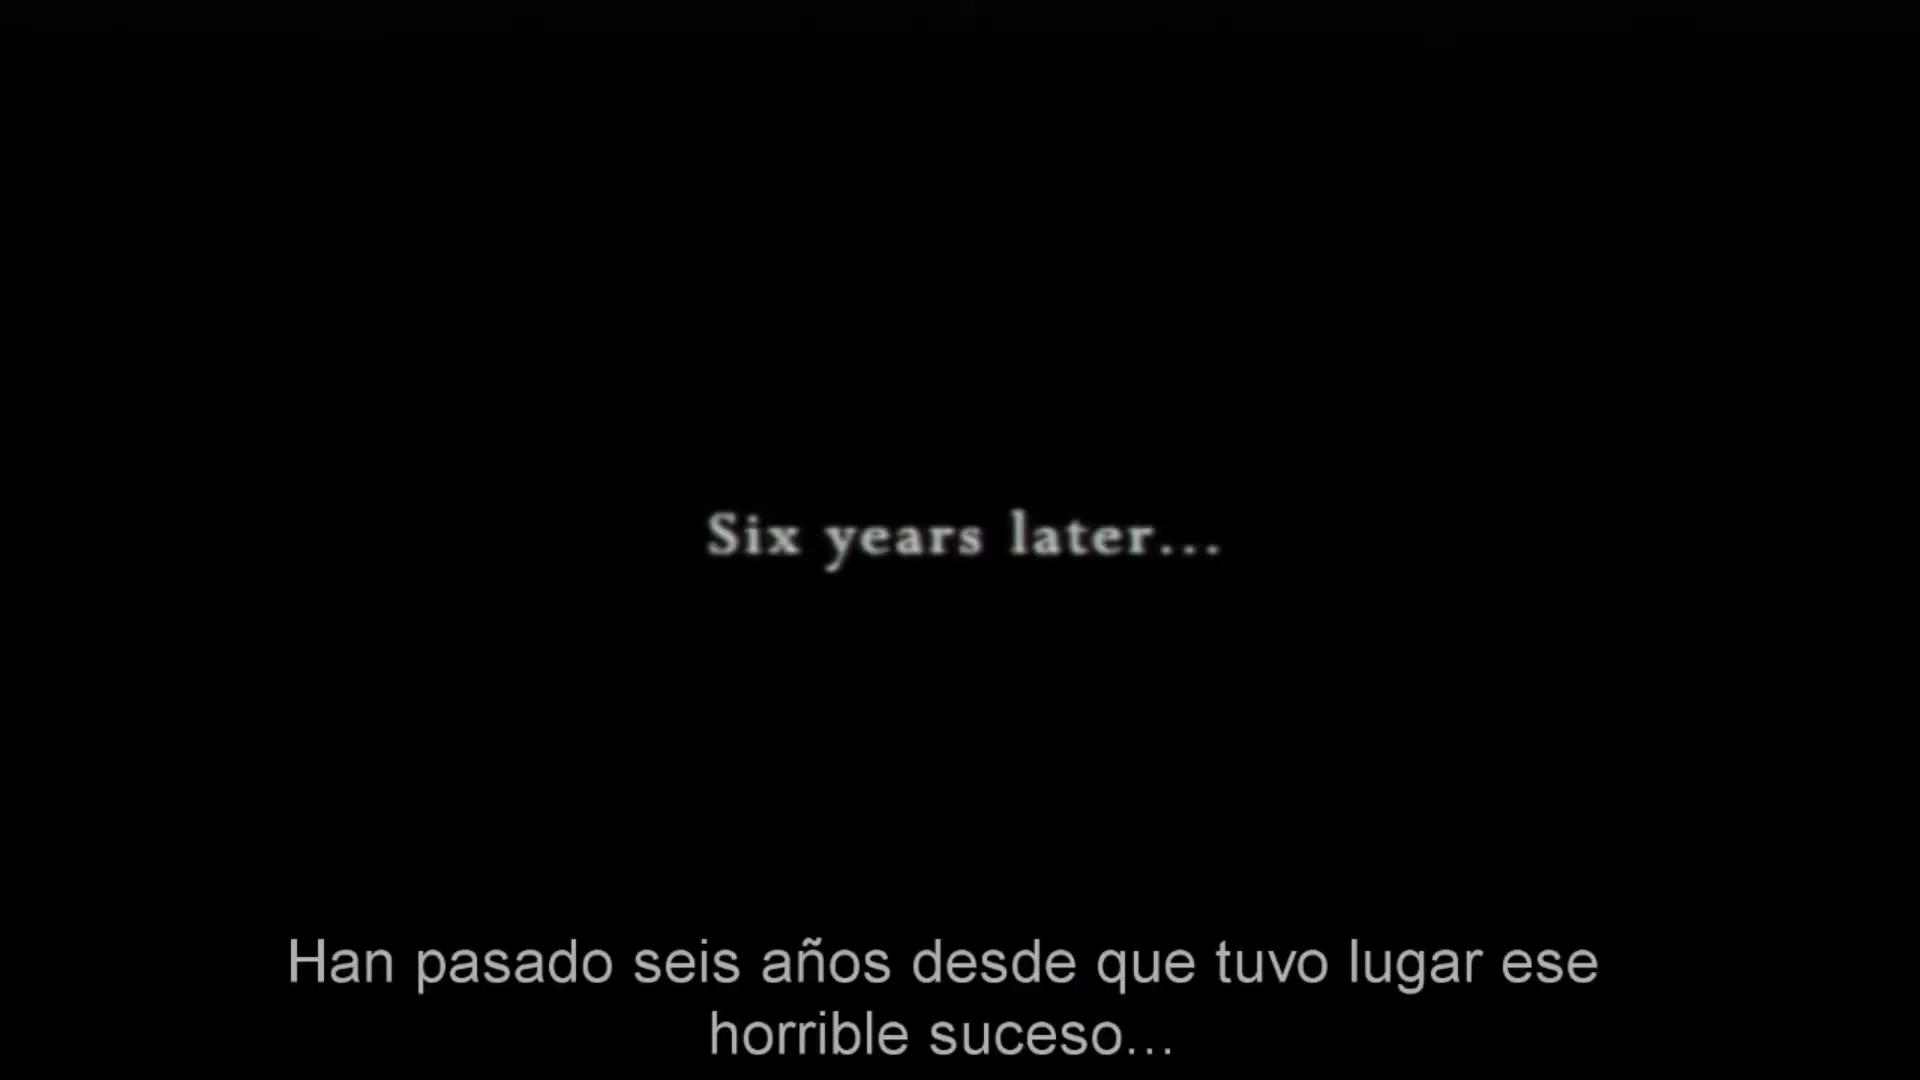 Six years later...
Han pasado seis años desde que tuvo lugar ese
horrible suceso...